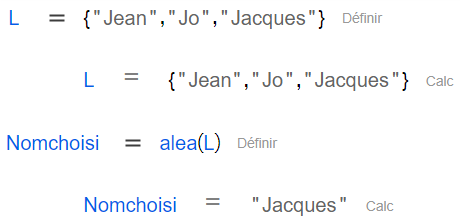 L = {"Jean","Jo","Jacques"} Définir
L = {"Jean","Jo","Jacques"} Calc
Nomchoisi = alea(L) Définir
Nomchoisi = "Jacques" Calc